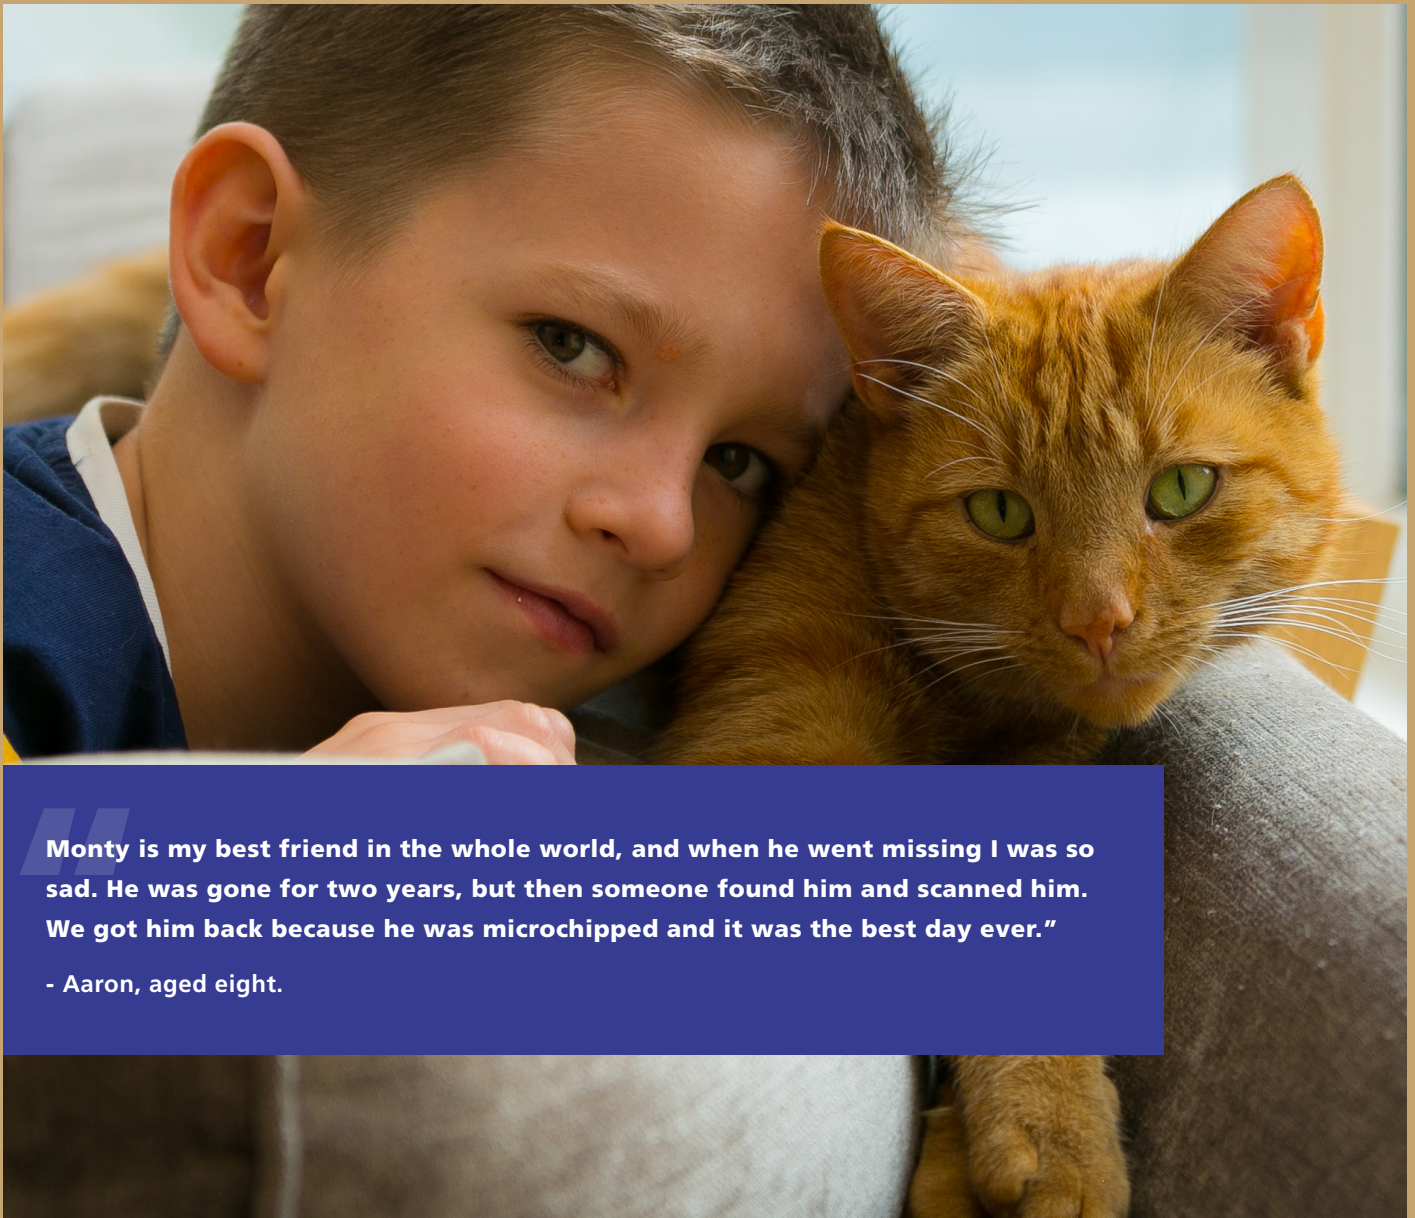 Monty is my best friend in the whole world, and when he went missing I was so
sad. He was gone for two years, but then someone found him and scanned him.
We got him back because he was microchipped and it was the best day ever.”
- Aaron, aged eight.